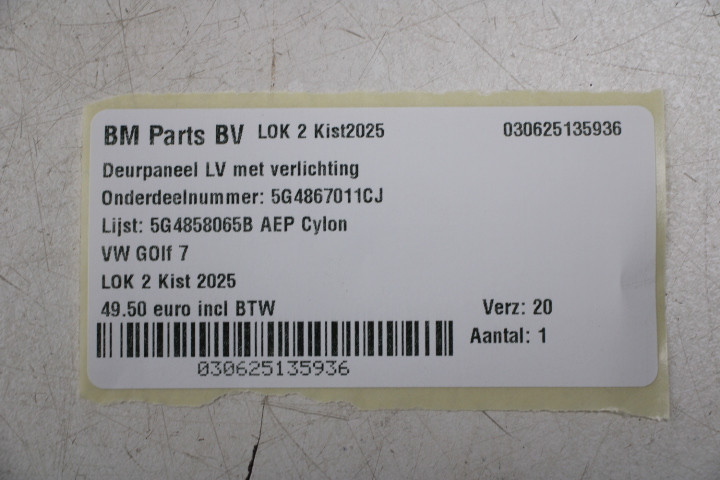 BM Parts BV LOK 2 Kist2025 030625135936
Deurpaneel LV met verlichting
Onderdeelnummer: 5G4867011CJ
Lijst: 5G4858065B AEP Cylon
VW GOlf 7
LOK 2 Kist 2025
49.50 euro incl BTW Verz: 20
Aantal: 1
030625135936